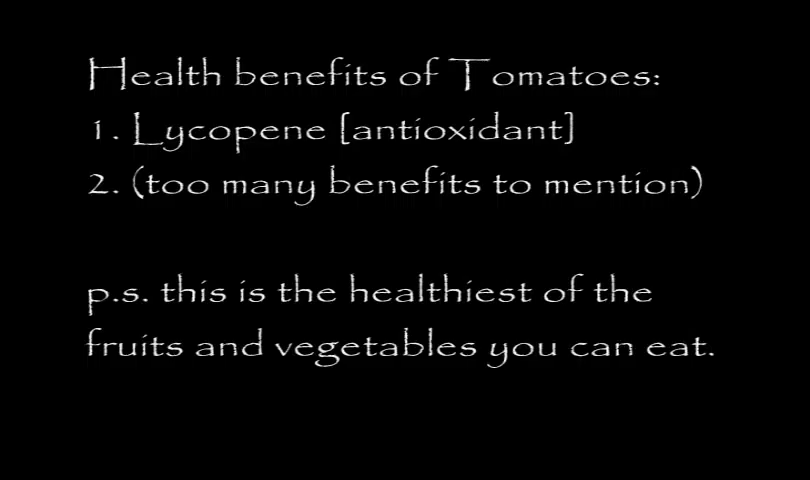 Health benefits of Tomatoes:
1. Lycopene [antioxidant]
2. (too many benefits to mention)
p.s. this is the healthiest of the
fruits and vegetables you can eat.